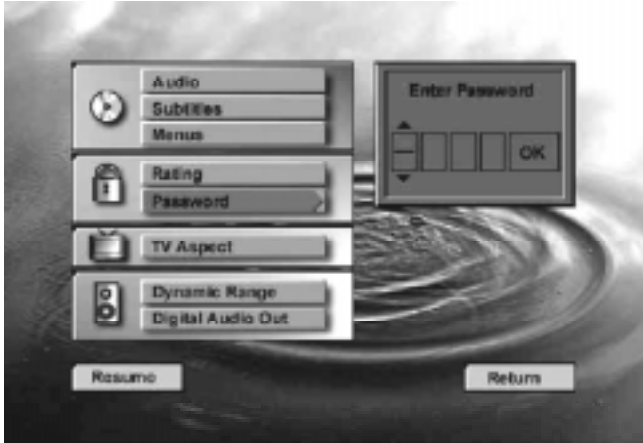 Audio
Subtitles
Menus
Rating
Password
TV Aspect
Dynamic Range
Digital Audio Out
Enter Password
OK
Resume
Return